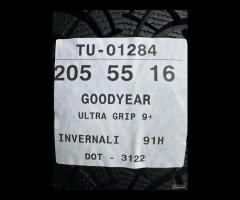 TU-01284
205 55 16
GOODYEAR
ULTRA GRIP 9+
INVERNALI 91H
DOT - 3122